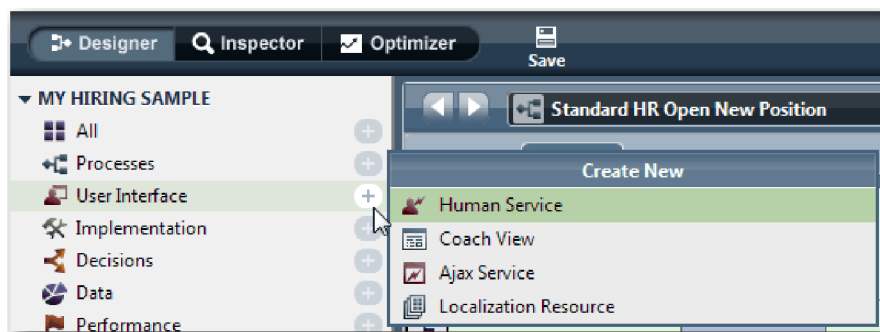 Designer Inspector Optimizer Save
MY HIRING SAMPLE
All
Processes
User Interface
Implementation
Decisions
Data
Performance
Standard HR Open New Position
Create New
Human Service
Coach View
Ajax Service
Localization Resource